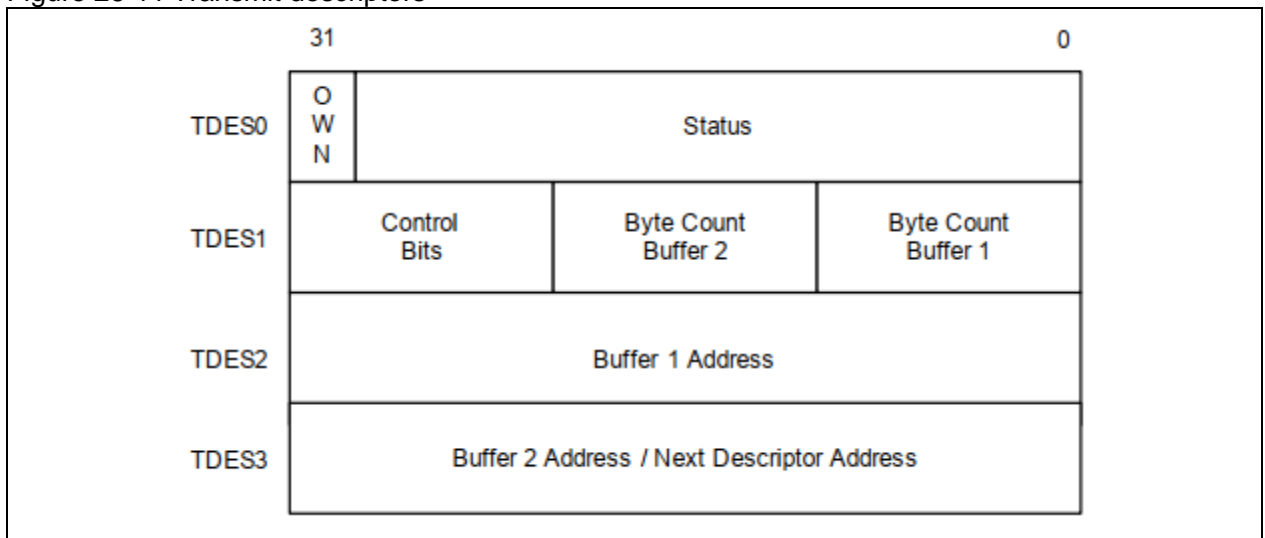 31 0
TDES0
O
W
N
Status
TDES1
Control
Bits
Byte Count
Buffer 2
Byte Count
Buffer 1
TDES2
Buffer 1 Address
TDES3
Buffer 2 Address / Next Descriptor Address